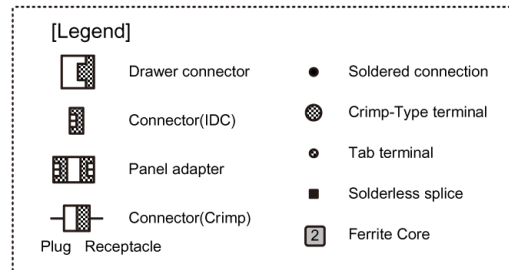 [Legend]
Drawer connector
Connector(IDC)
Panel adapter
Connector(Crimp)
Plug Receptacle
Soldered connection
Crimp-Type terminal
Tab terminal
Solderless splice
2 Ferrite Core